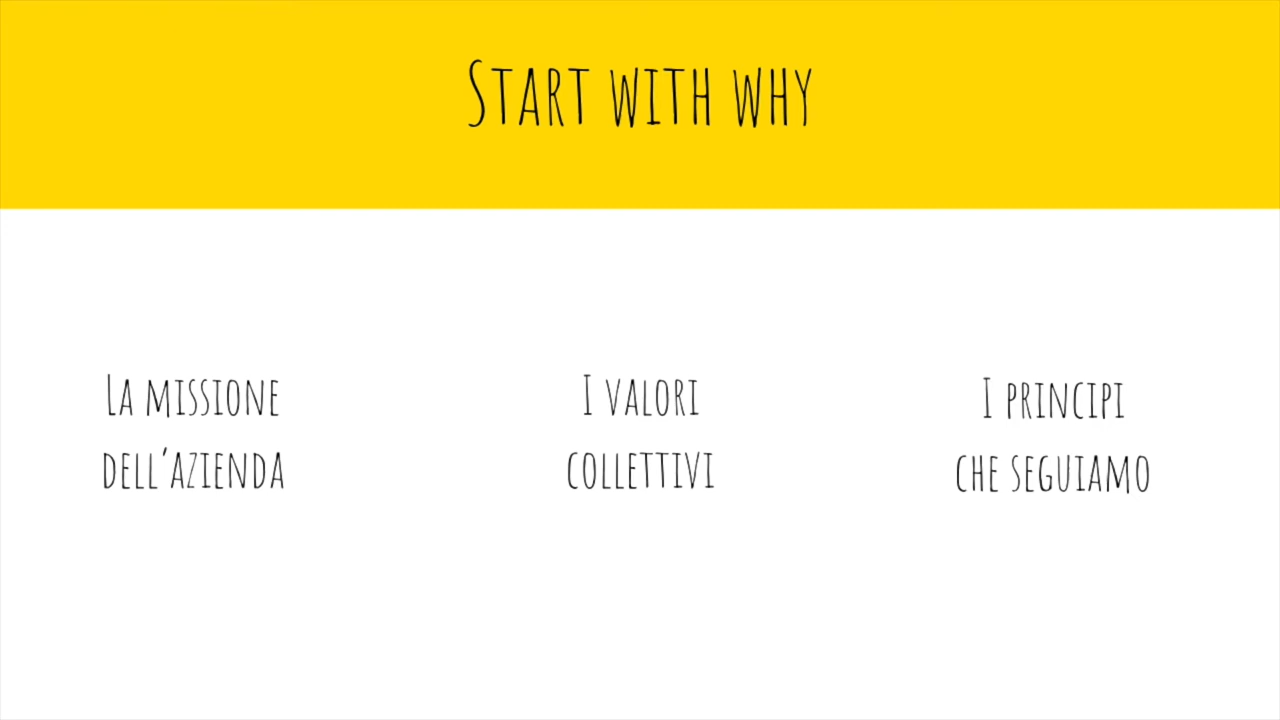 Start with why
La missione
dell'azienda
I valori
collettivi
I principi
che seguiamo